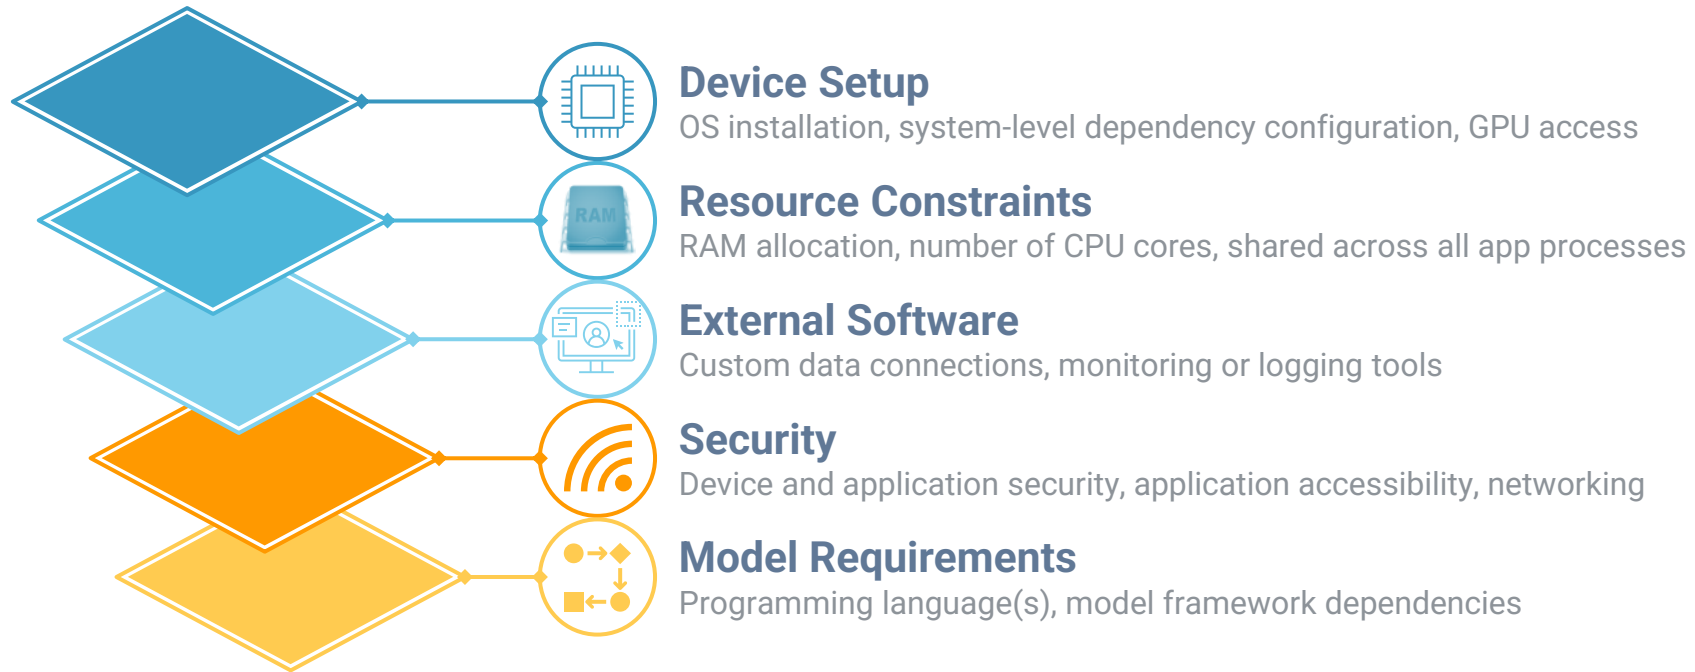 Device Setup
OS installation, system-level dependency configuration, GPU access
RAM
Resource Constraints
RAM allocation, number of CPU cores, shared across all app processes
External Software
Custom data connections, monitoring or logging tools
Security
Device and application security, application accessibility, networking
Model Requirements
Programming language(s), model framework dependencies